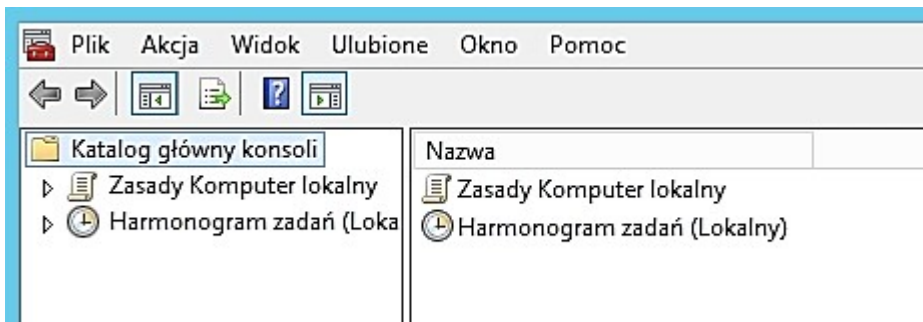 Plik Akcja Widok Ulubione Okno Pomoc
Katalog główny konsoli
Zasady Komputer lokalny
Harmonogram zadań (Loka
Nazwa
Zasady Komputer lokalny
Harmonogram zadań (Lokalny)